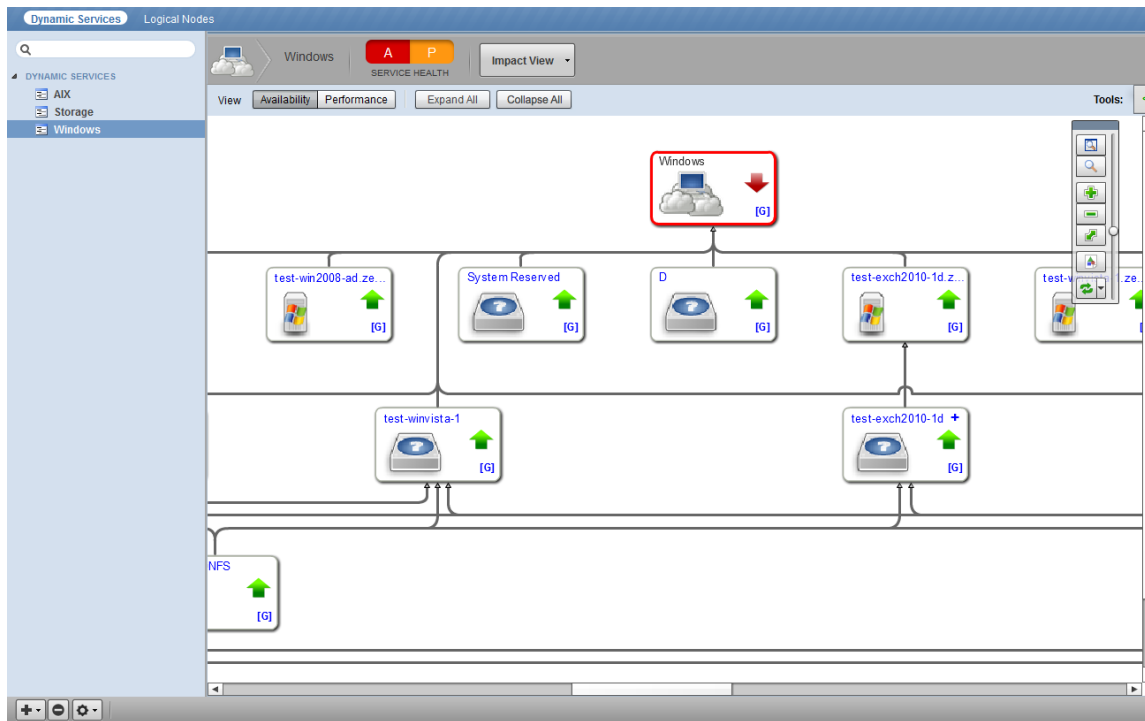 Dynamic Services Logical Nodes
DYNAMIC SERVICES
AIX
Storage
Windows
Windows
A P
SERVICE HEALTH
Impact View
View Availability Performance Expand All Collapse All Tools:
Windows
[G]
test-win2008-ad.ze...
[G]
System Reserved
[G]
D
[G]
test-exch2010-1d.z...
[G]
test-winvista-1
[G]
test-exch2010-1d +
[G]
NFS
[G]